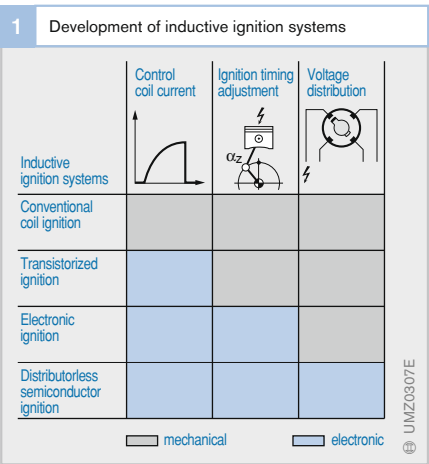 1 Development of inductive ignition systems
Control
coil current
Ignition timing
adjustment
Voltage
distribution
αz
Inductive
ignition systems
Conventional
coil ignition
Transistorized
ignition
Electronic
ignition
Distributorless
semiconductor
ignition
mechanical
electronic
UMZ0307E